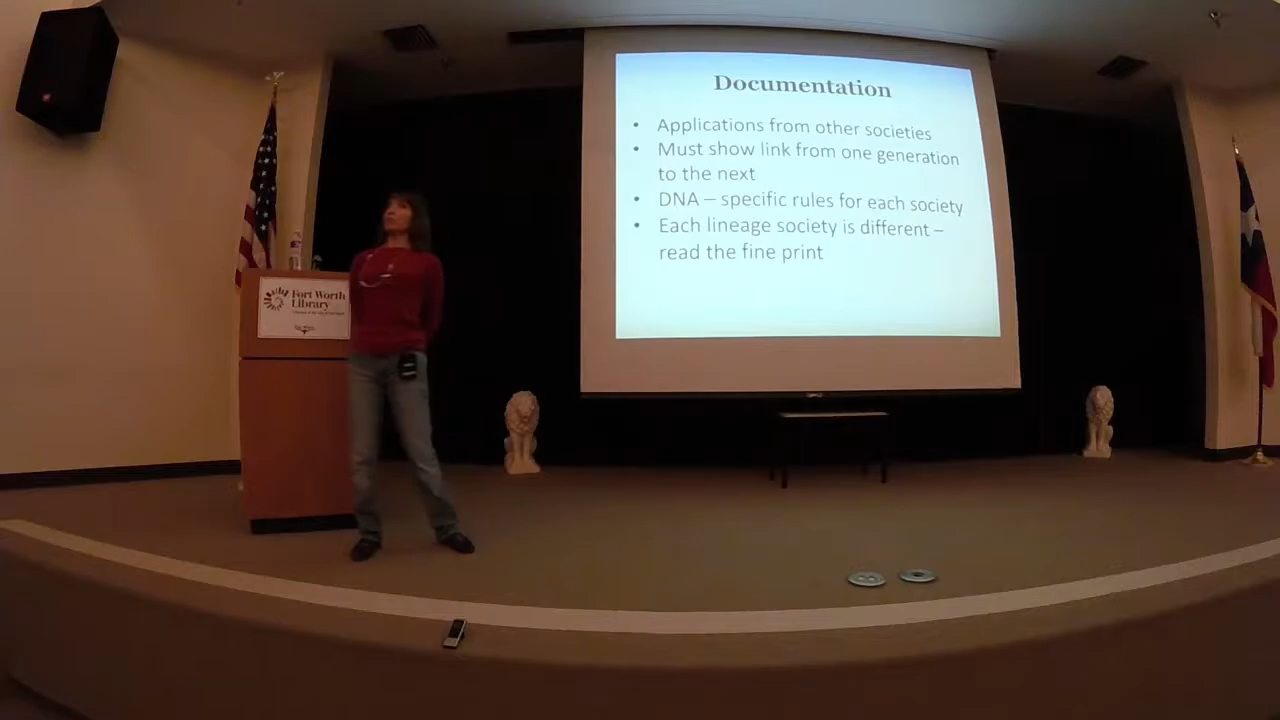 Documentation
• Applications from other societies
• Must show link from one generation
to the next
• DNA – specific rules for each society
• Each lineage society is different –
read the fine print
Fort Worth
Library